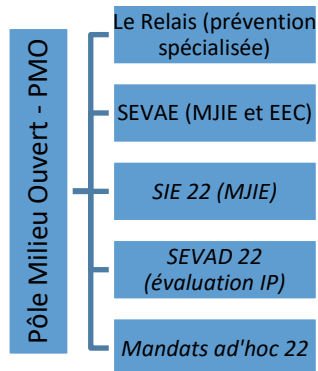 Pôle Milieu Ouvert - PMO
Le Relais (prévention
spécialisée)
SEVAE (MJIE et EEC)
SIE 22 (MJIE)
SEVAD 22
(évaluation IP)
Mandats ad'hoc 22